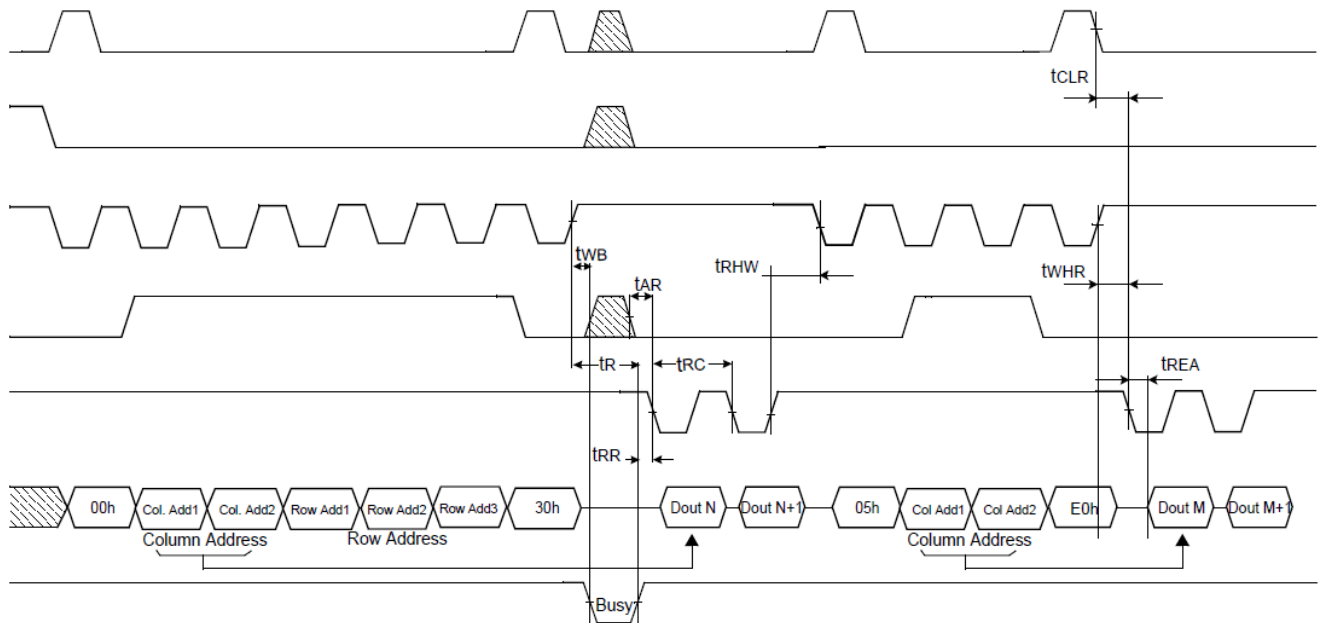 tCLR
tWB
tRHW
tWHR
tAR
tR
tRC
tREA
tRR
00h
Col. Add1
Col. Add2
Row Add1
Row Add2
Row Add3
30h
Dout N
Dout N+1
05h
Col Add1
Col Add2
E0h
Dout M
Dout M+1
Column Address
Row Address
Column Address
Busy